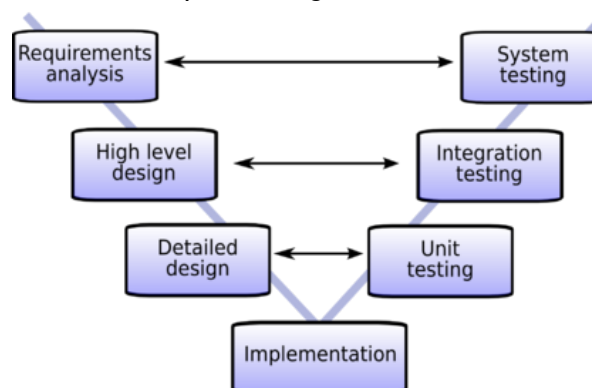 Requirements
analysis
System
testing
High level
design
Integration
testing
Detailed
design
Unit
testing
Implementation